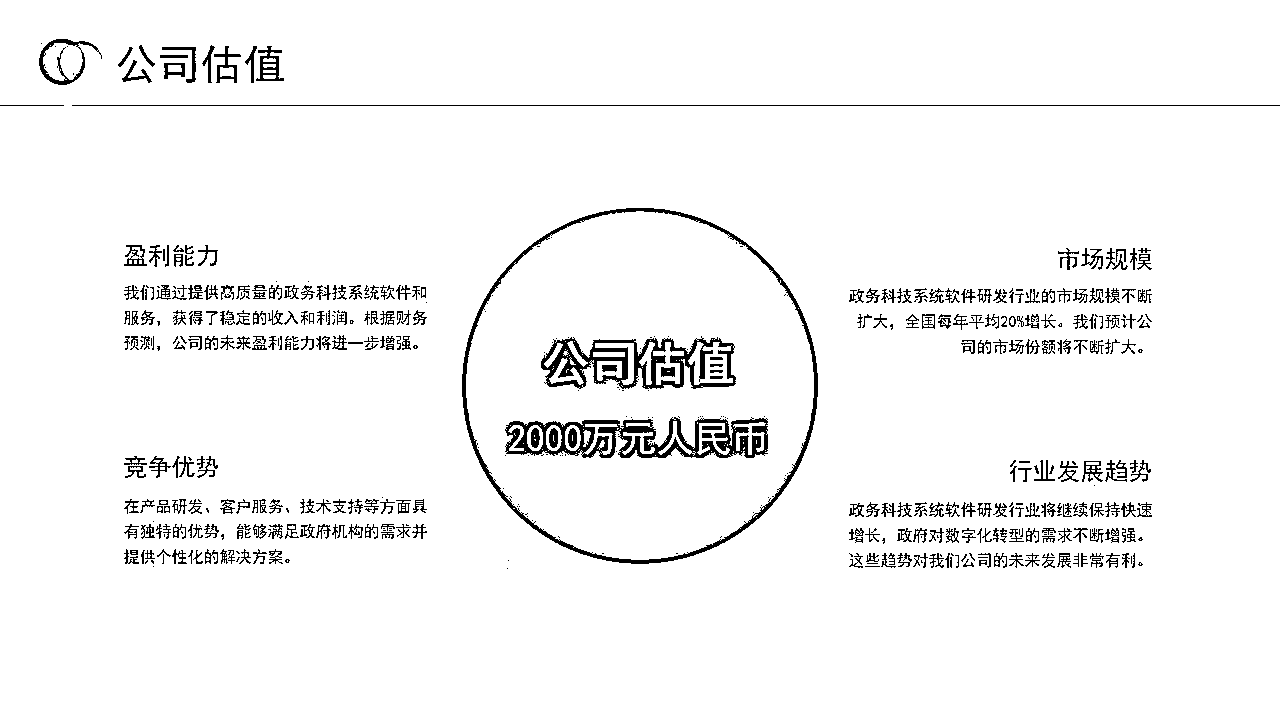 公司估值
盈利能力
我们通过提供高质量的政务科技系统软件和
服务，获得了稳定的收入和利润。根据财务
预测，公司的未来盈利能力将进一步增强。
竞争优势
在产品研发、客户服务、技术支持等方面具
有独特的优势，能够满足政府机构的需求并
提供个性化的解决方案。
公司估值
2000万元人民币
市场规模
政务科技系统软件研发行业的市场规模不断
扩大，全国每年平均20%增长。我们预计公
司的市场份额将不断扩大。
行业发展趋势
政务科技系统软件研发行业将继续保持快速
增长，政府对数字化转型的需求不断增强。
这些趋势对我们公司的未来发展非常有利。